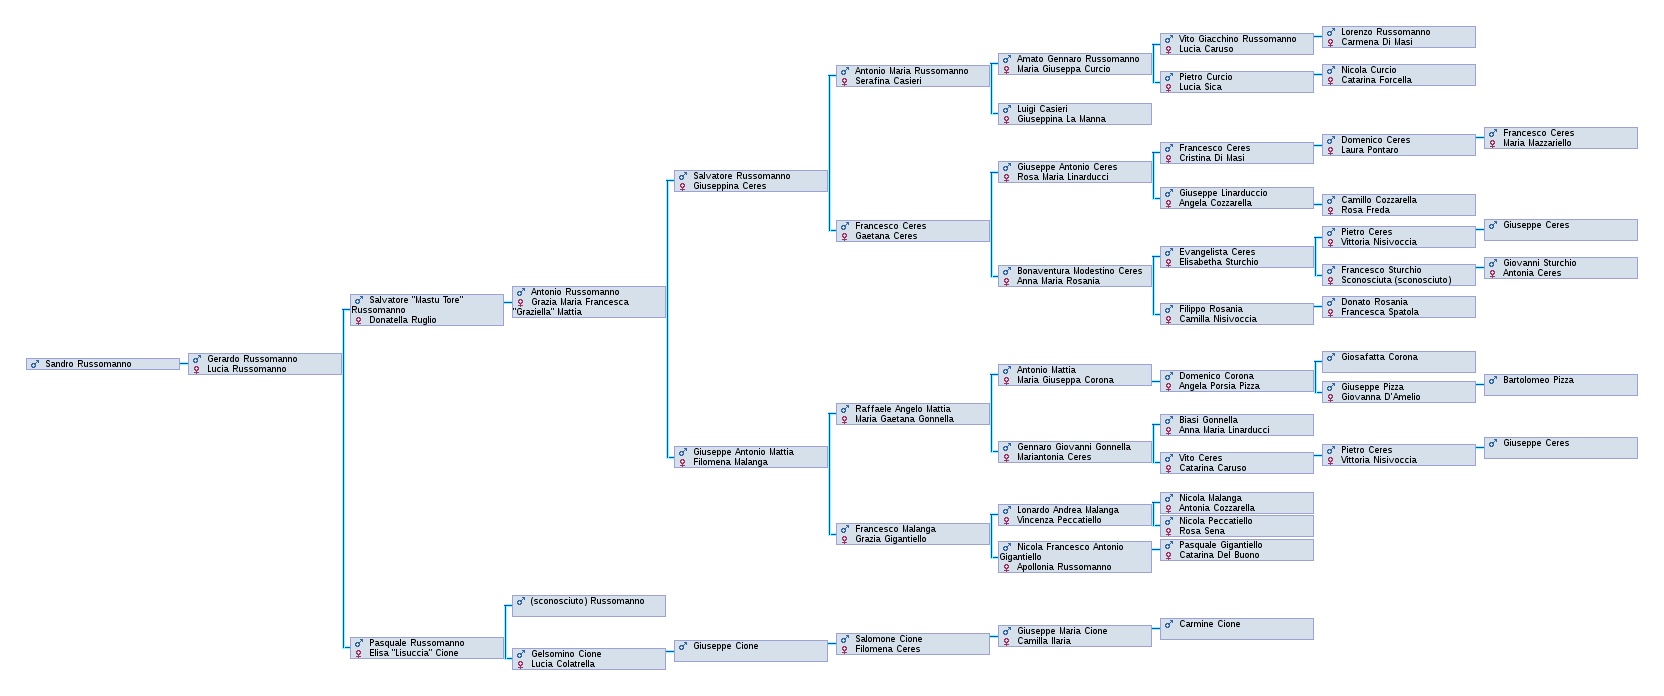 Sandro Russomanno
Gerardo Russomanno
Lucia Russomanno
Salvatore "Mastu Tore"
Russomanno
Donatella Ruglio
Pasquale Russomanno
Elisa "Lisuccia" Cione
Antonio Russomanno
Grazia Maria Francesca
"Graziella" Mattia
(sconosciuto) Russomanno
Gelsomino Cione
Lucia Colatrella
Salvatore Russomanno
Giuseppina Ceres
Giuseppe Antonio Mattia
Filomena Malanga
Giuseppe Cione
Antonio Maria Russomanno
Serafina Casieri
Francesco Ceres
Gaetana Ceres
Raffaele Angelo Mattia
Maria Gaetana Gonnella
Francesco Malanga
Grazia Gigantiello
Salomone Cione
Filomena Ceres
Amato Gennaro Russomanno
Maria Giuseppa Curcio
Luigi Casieri
Giuseppina La Manna
Giuseppe Antonio Ceres
Rosa Maria Linarducci
Bonaventura Modestino Ceres
Anna Maria Rosania
Antonio Mattia
Maria Giuseppa Corona
Gennaro Giovanni Gonnella
Mariantonia Ceres
Lonardo Andrea Malanga
Vincenza Peccatiello
Nicola Francesco Antonio
Gigantiello
Apollonia Russomanno
Giuseppe Maria Cione
Camilla Ilaria
Vito Giacchino Russomanno
Lucia Caruso
Pietro Curcio
Lucia Sica
Francesco Ceres
Cristina Di Masi
Giuseppe Linarduccio
Angela Cozzarella
Evangelista Ceres
Elisabetha Sturchio
Filippo Rosania
Camilla Nisivoccia
Domenico Corona
Angela Porsia Pizza
Biasi Gonnella
Anna Maria Linarducci
Vito Ceres
Catarina Caruso
Nicola Malanga
Antonia Cozzarella
Nicola Peccatiello
Rosa Sena
Pasquale Gigantiello
Catarina Del Buono
Carmine Cione
Lorenzo Russomanno
Carmena Di Masi
Nicola Curcio
Catarina Forcella
Domenico Ceres
Laura Pontaro
Camillo Cozzarella
Rosa Freda
Pietro Ceres
Vittoria Nisivoccia
Francesco Sturchio
Sconosciuta (sconosciuto)
Donato Rosania
Francesca Spatola
Giosafatta Corona
Giuseppe Pizza
Giovanna D'Amelio
Pietro Ceres
Vittoria Nisivoccia
Francesco Ceres
Maria Mazzariello
Giuseppe Ceres
Giovanni Sturchio
Antonia Ceres
Bartolomeo Pizza
Giuseppe Ceres